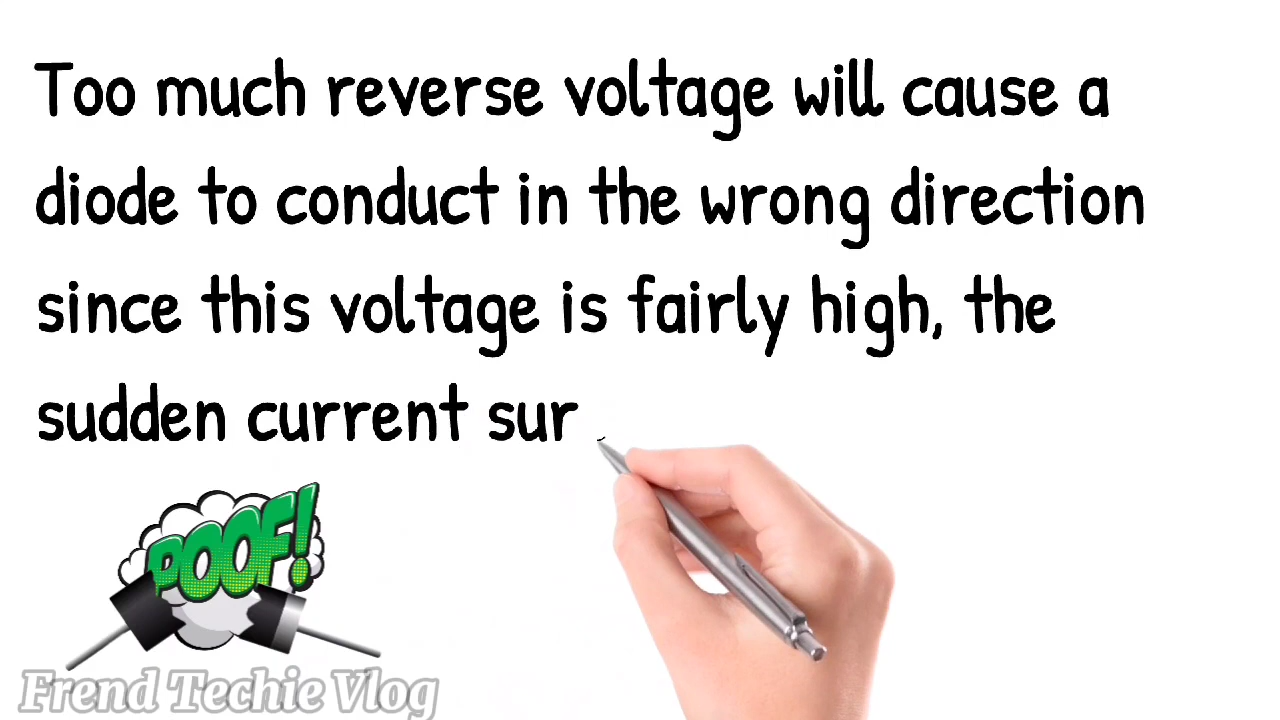 Too much reverse voltage will cause a
diode to conduct in the wrong direction
since this voltage is fairly high, the
sudden current sur
POOF!
Frend Techie Vlog